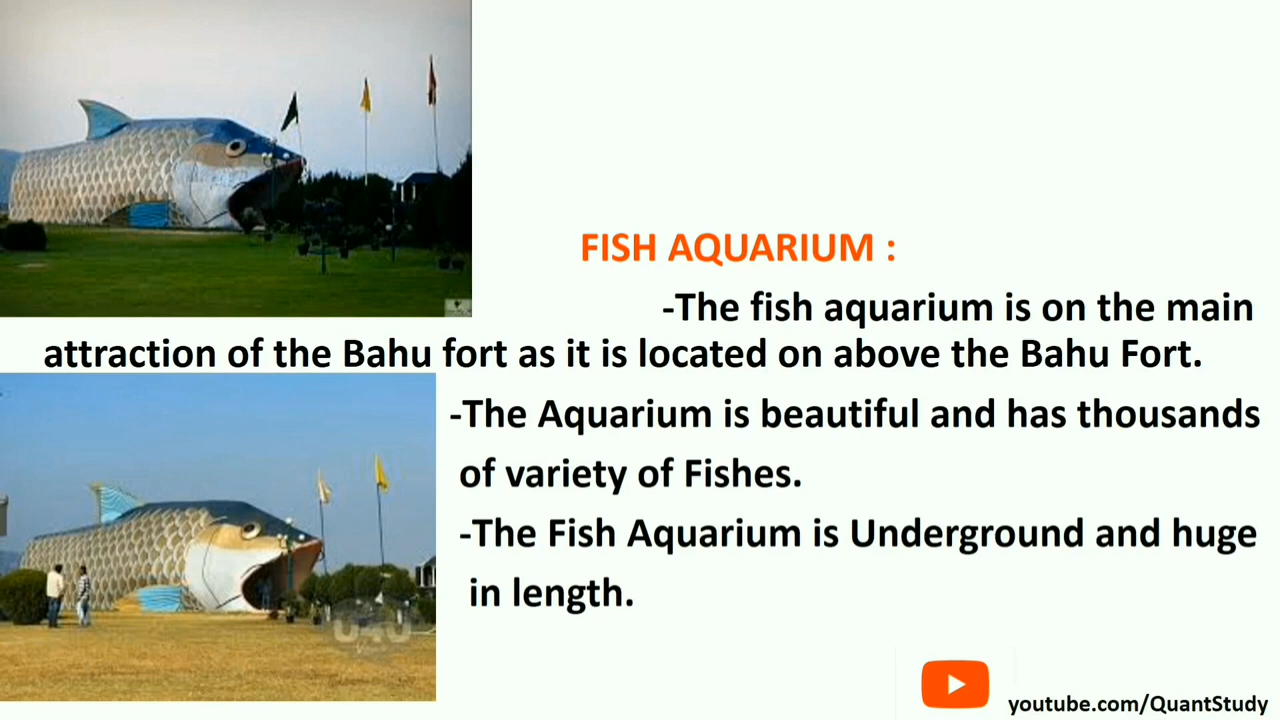 FISH AQUARIUM :
-The fish aquarium is on the main
attraction of the Bahu fort as it is located on above the Bahu Fort.
-The Aquarium is beautiful and has thousands
of variety of Fishes.
-The Fish Aquarium is Underground and huge
in length.
U4U
youtube.com/QuantStudy